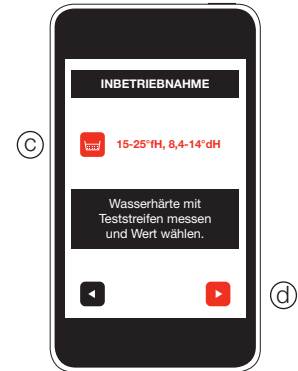 INBETRIEBNAHME
ⓒ
15-25°fH, 8,4-14°dH
Wasserhärte mit
Teststreifen messen
und Wert wählen.
ⓓ